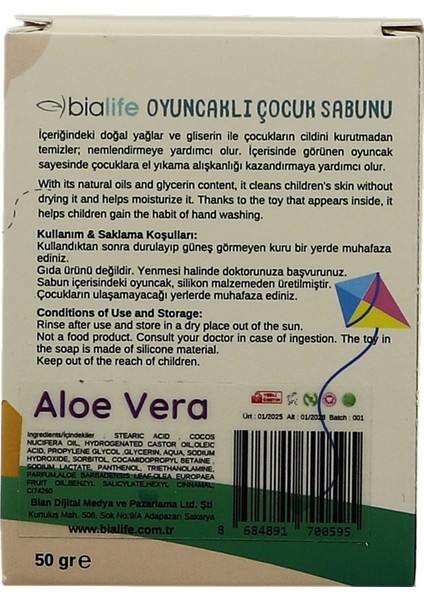 bialife OYUNCAKLI ÇOCUK SABUNU
İçeriğindeki doğal yağlar ve gliserin ile çocukların cildini kurutmadan
temizler; nemlendirmeye yardımcı olur. İçerisinde görünen oyuncak
sayesinde çocuklara el yıkama alışkanlığı kazandırmaya yardımcı olur.
With its natural oils and glycerin content, it cleans children's skin without
drying it and helps moisturize it. Thanks to the toy that appears inside, it
helps children gain the habit of hand washing.
Kullanım & Saklama Koşulları:
Kullandıktan sonra durulayıp güneş görmeyen kuru bir yerde muhafaza
ediniz.
Gıda ürünü değildir. Yenmesi halinde doktorunuza başvurunuz.
Sabun içerisindeki oyuncak, silikon malzemeden üretilmiştir.
Çocukların ulaşamayacağı yerlerde muhafaza ediniz.
Conditions of Use and Storage:
Rinse after use and store in a dry place out of the sun.
Not a food product. Consult your doctor in case of ingestion. The toy in
the soap is made of silicone material.
Keep out of the reach of children.
Aloe Vera
Ürt : 01/2025 Alt : 01/2028 Batch : 001
Ingredients/içindekiler : STEARIC ACID , COCOS
NUCIFERA OIL, HYDROGENATED CASTOR OIL,OLEIC
ACID, PROPYLENE GLYCOL, GLYCERIN, AQUA, SODIUM
HYDROXIDE, SORBITOL, COCAMIDOPROPYL BETAINE ,
SODIUM LACTATE, PANTHENOL, TRIETHANOLAMINE,
PARFUM,ALOE BARBADENSIS LEAF,OLEA EUROPAEA
FRUIT OIL,BENZYL SALICYLATE,HEXYL CINNAMAL,
CI74260
Bian Dijital Medya ve Pazarlama Ltd. Şti
Kurtuluş Mah. 506. Sok No:9/A Adapazarı Sakarya
www.bialife.com.tr
8 684891 700595
50 gr e